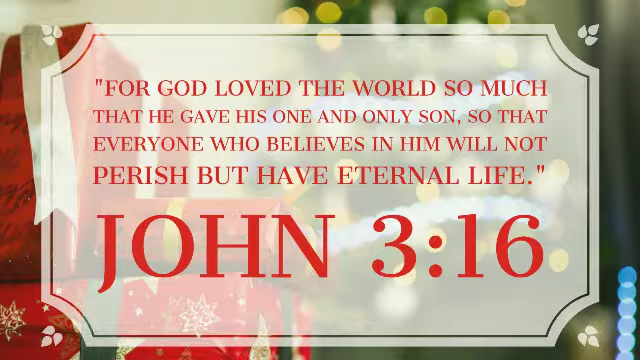 "FOR GOD LOVED THE WORLD SO MUCH
THAT HE GAVE HIS ONE AND ONLY SON, SO THAT
EVERYONE WHO BELIEVES IN HIM WILL NOT
PERISH BUT HAVE ETERNAL LIFE."
JOHN 3:16